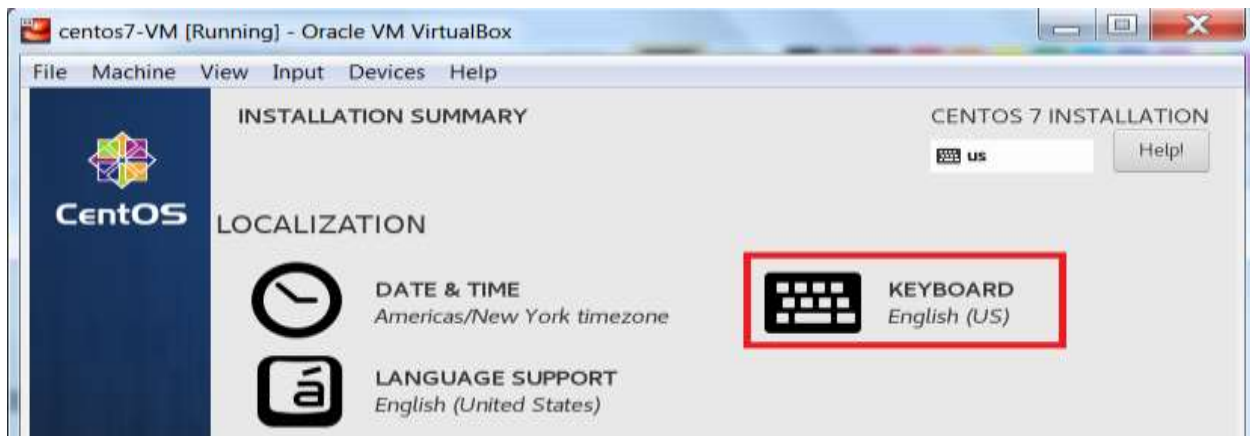 centos7-VM [Running] - Oracle VM VirtualBox
File Machine View Input Devices Help
INSTALLATION SUMMARY
CENTOS 7 INSTALLATION
us
Help!
CentOS
LOCALIZATION
DATE & TIME
Americas/New York timezone
KEYBOARD
English (US)
á
LANGUAGE SUPPORT
English (United States)